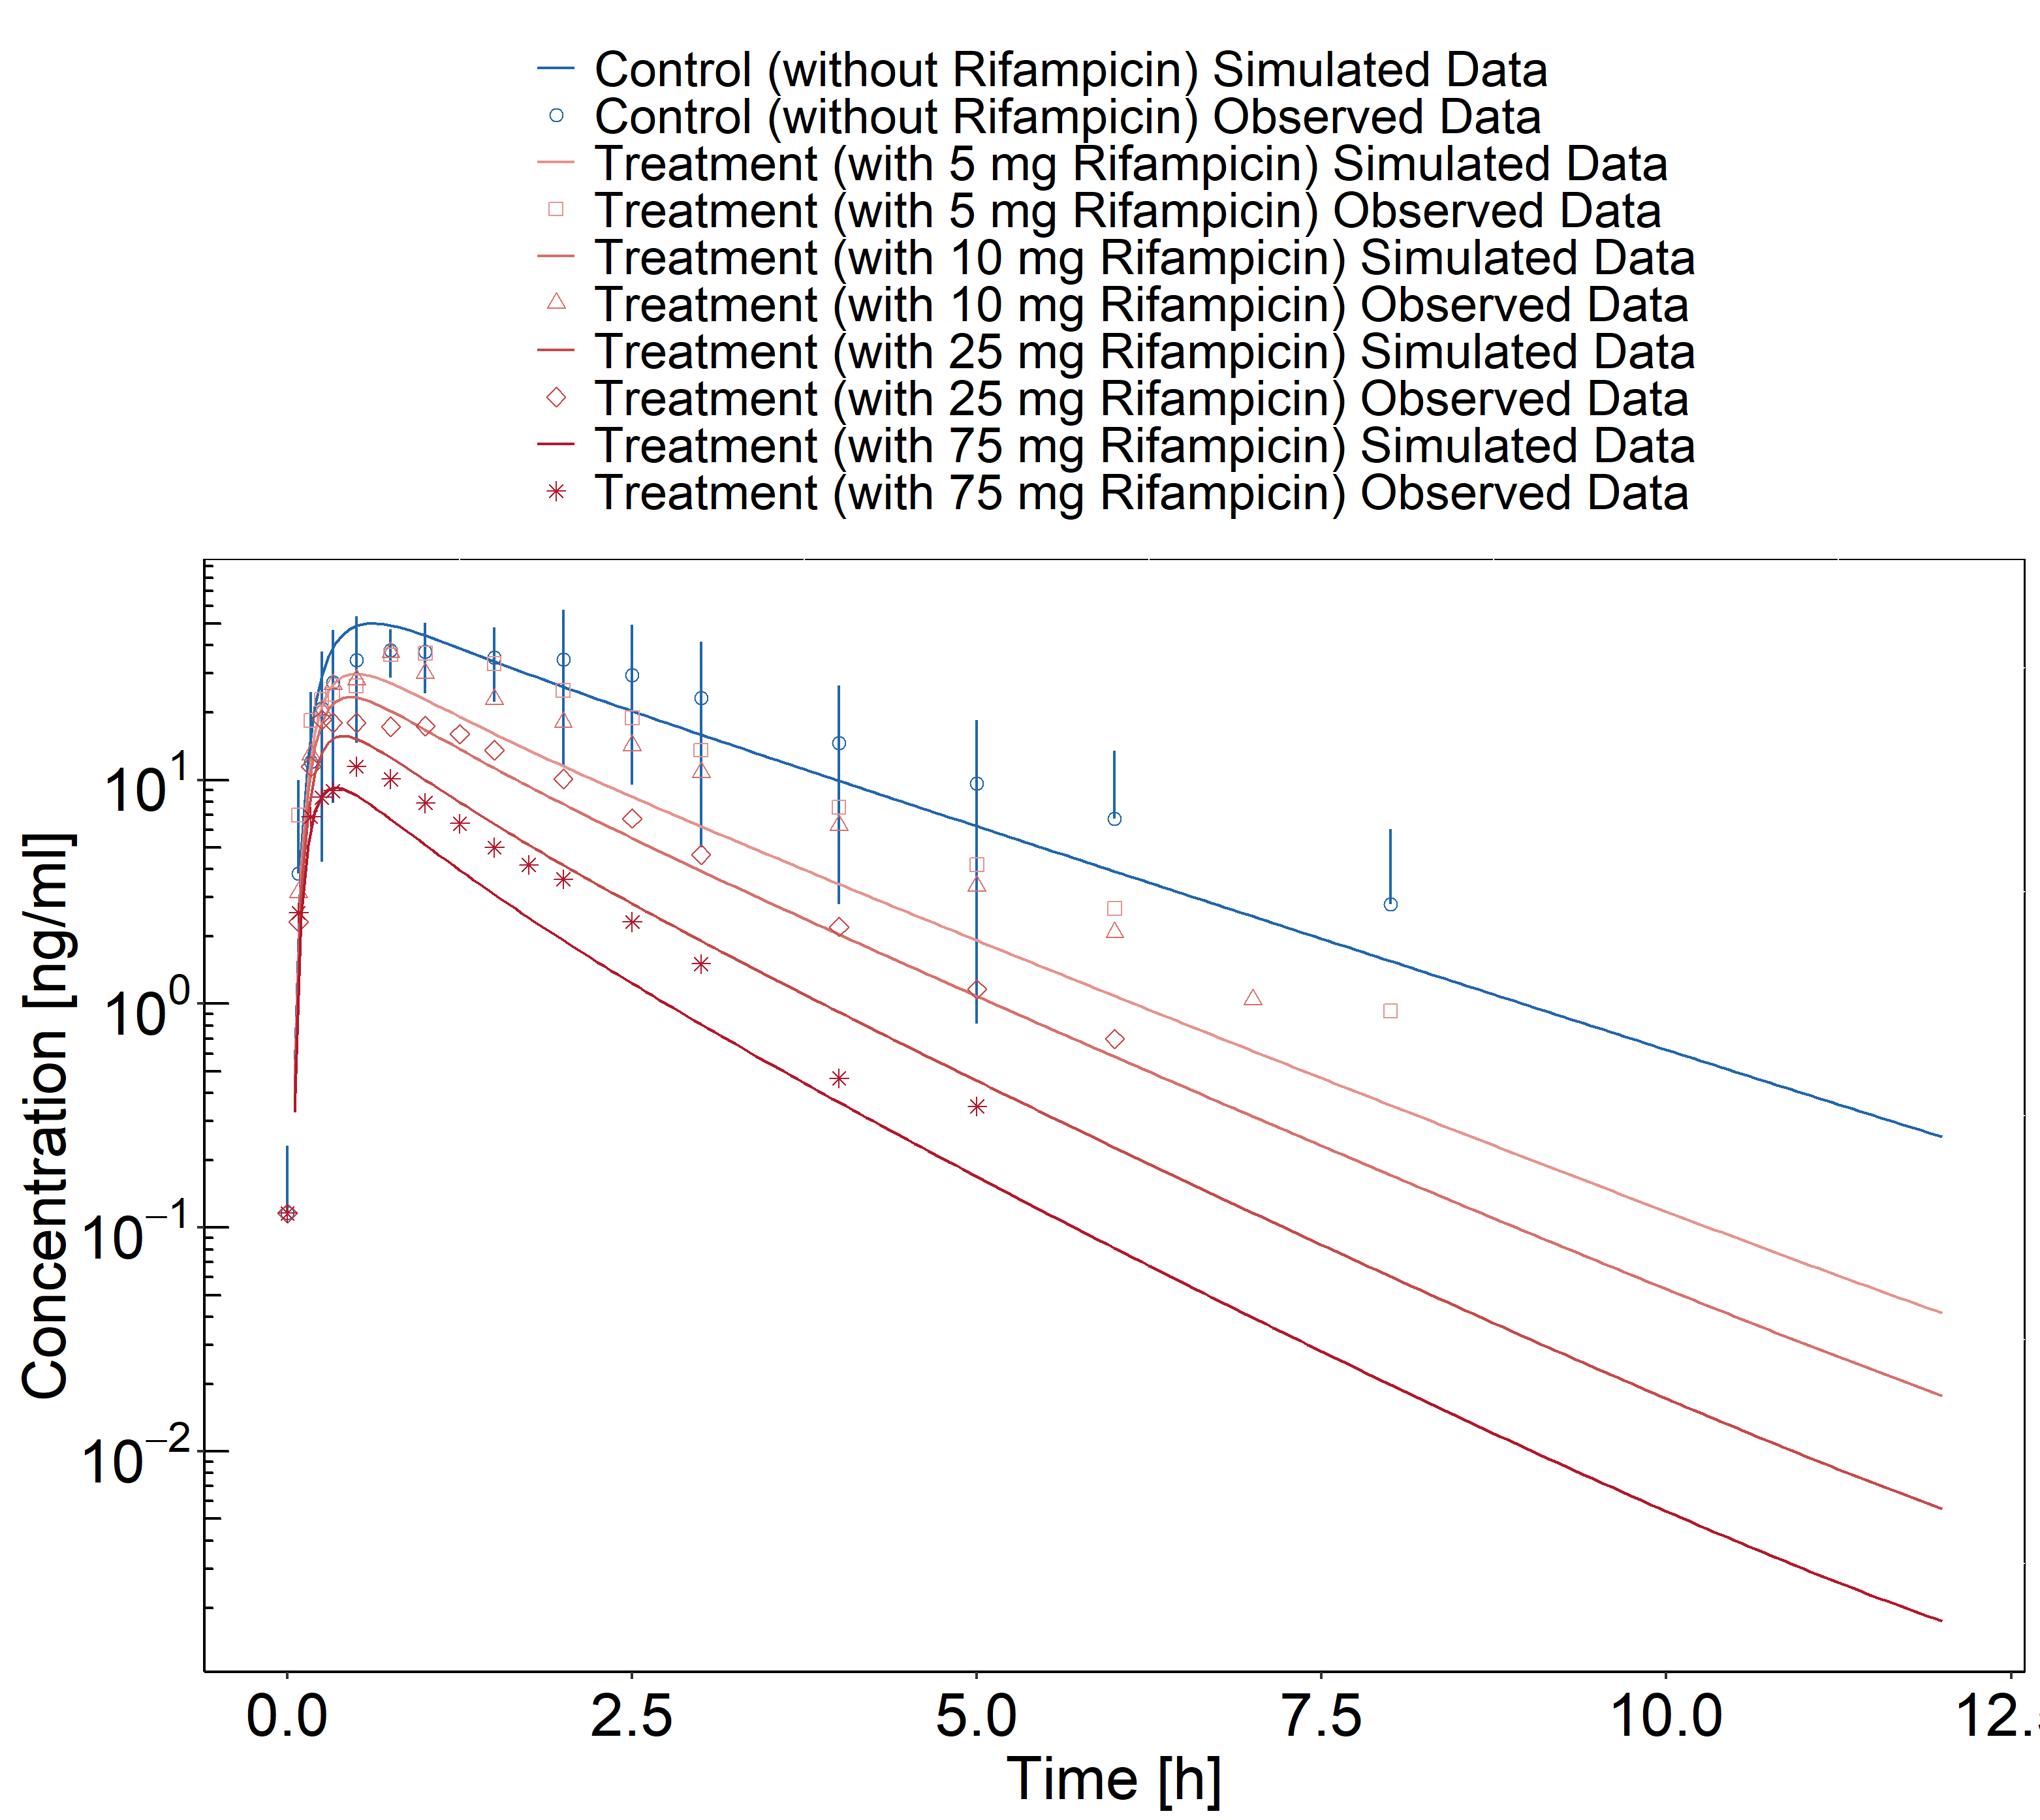 Control (without Rifampicin) Simulated Data
Control (without Rifampicin) Observed Data
Treatment (with 5 mg Rifampicin) Simulated Data
Treatment (with 5 mg Rifampicin) Observed Data
Treatment (with 10 mg Rifampicin) Simulated Data
Treatment (with 10 mg Rifampicin) Observed Data
Treatment (with 25 mg Rifampicin) Simulated Data
Treatment (with 25 mg Rifampicin) Observed Data
Treatment (with 75 mg Rifampicin) Simulated Data
Treatment (with 75 mg Rifampicin) Observed Data
Concentration [ng/ml]
10¹
10⁰
10⁻¹
10⁻²
0.0 2.5 5.0 7.5 10.0 12.
Time [h]